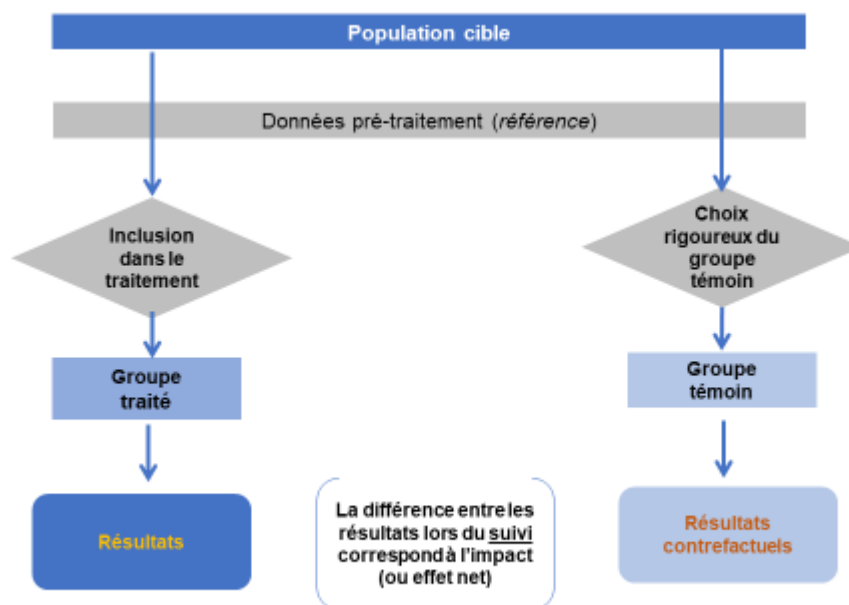 Population cible
Données pré-traitement (référence)
Inclusion
dans le
traitement
Choix
rigoureux du
groupe
témoin
Groupe
traité
Groupe
témoin
Résultats
La différence entre les
résultats lors du suivi
correspond à l'impact
(ou effet net)
Résultats
contrefactuels